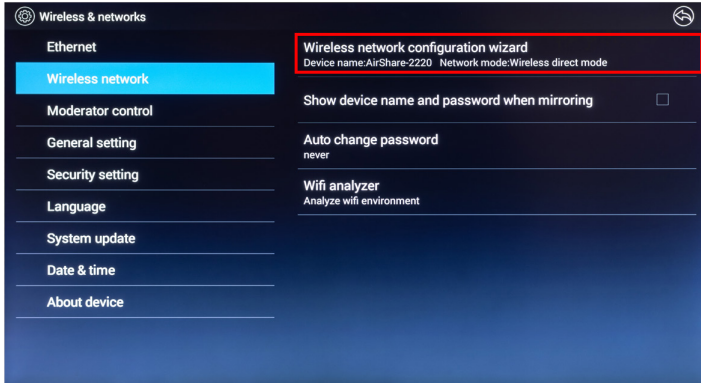 Wireless & networks
Ethernet
Wireless network
Moderator control
General setting
Security setting
Language
System update
Date & time
About device
Wireless network configuration wizard
Device name:AirShare-2220 Network mode:Wireless direct mode
Show device name and password when mirroring
Auto change password
never
Wifi analyzer
Analyze wifi environment